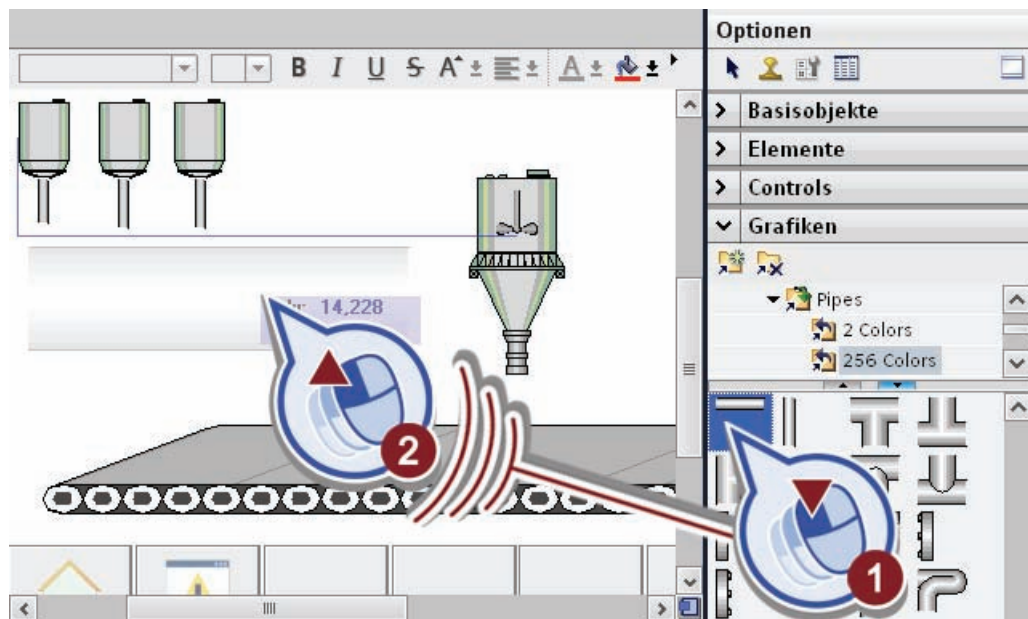 Optionen
B I U S A A
Basisobjekte
Elemente
Controls
Grafiken
Pipes
2 Colors
256 Colors
14,228
2
1